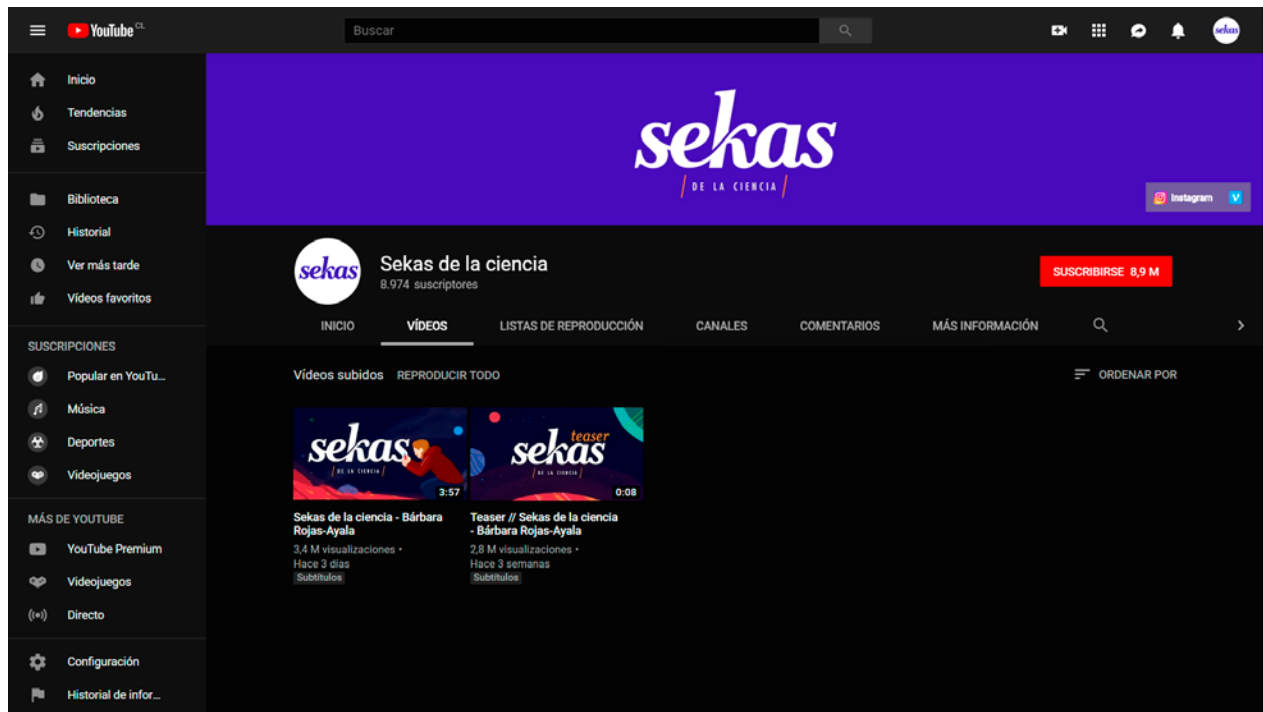 YouTube CL
Buscar
sekas
Inicio
Tendencias
Suscripciones
Biblioteca
Historial
Ver más tarde
Vídeos favoritos
SUSCRIPCIONES
Popular en YouTu...
Música
Deportes
Videojuegos
MÁS DE YOUTUBE
YouTube Premium
Videojuegos
Directo
Configuración
Historial de infor...
sekas
/ DE LA CIENCIA /
Instagram
sekas
Sekas de la ciencia
8.974 suscriptores
SUSCRIBIRSE 8,9 M
INICIO VÍDEOS LISTAS DE REPRODUCCIÓN CANALES COMENTARIOS MÁS INFORMACIÓN
Vídeos subidos REPRODUCIR TODO
ORDENAR POR
sekas
/ DE LA CIENCIA /
3:57
Sekas de la ciencia - Bárbara
Rojas-Ayala
3,4 M visualizaciones •
Hace 3 días
Subtítulos
teaser
sekas
/ DE LA CIENCIA /
0:08
Teaser // Sekas de la ciencia
- Bárbara Rojas-Ayala
2,8 M visualizaciones •
Hace 3 semanas
Subtítulos